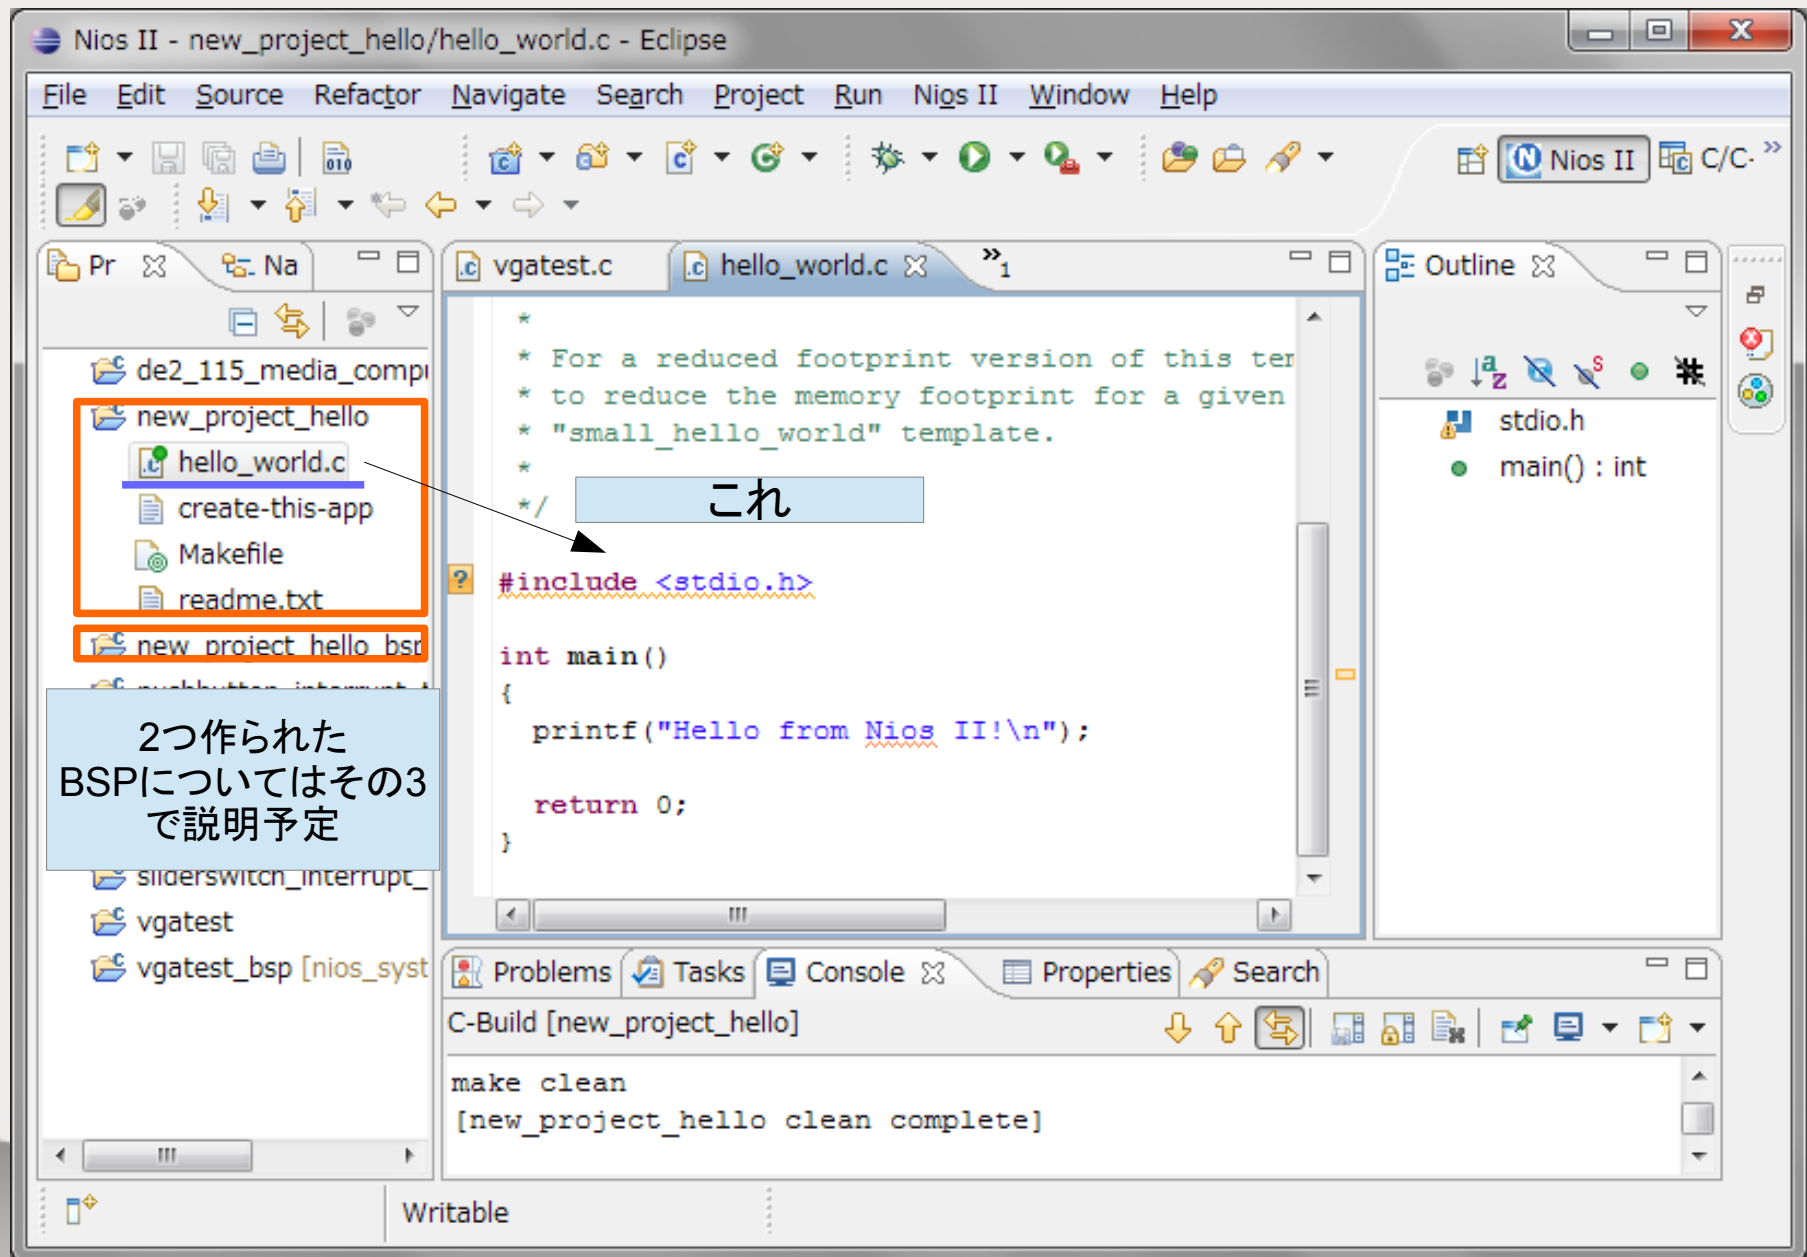 Nios II - new_project_hello/hello_world.c - Eclipse
File Edit Source Refactor Navigate Search Project Run Nios II Window Help
010
Nios II C/C-
Pr Na
vgatest.c hello_world.c »1
Outline
de2_115_media_compu
new_project_hello
hello_world.c
create-this-app
Makefile
readme.txt
new_project_hello_bsp
2つ作られた
BSPについてはその3
で説明予定
sliderswitch_interrupt_
vgatest
vgatest_bsp [nios_syst
*
* For a reduced footprint version of this tem
* to reduce the memory footprint for a given
* "small_hello_world" template.
*
*/
これ
#include <stdio.h>
int main()
{
printf("Hello from Nios II!\n");
return 0;
}
stdio.h
main() : int
Problems Tasks Console Properties Search
C-Build [new_project_hello]
make clean
[new_project_hello clean complete]
Writable